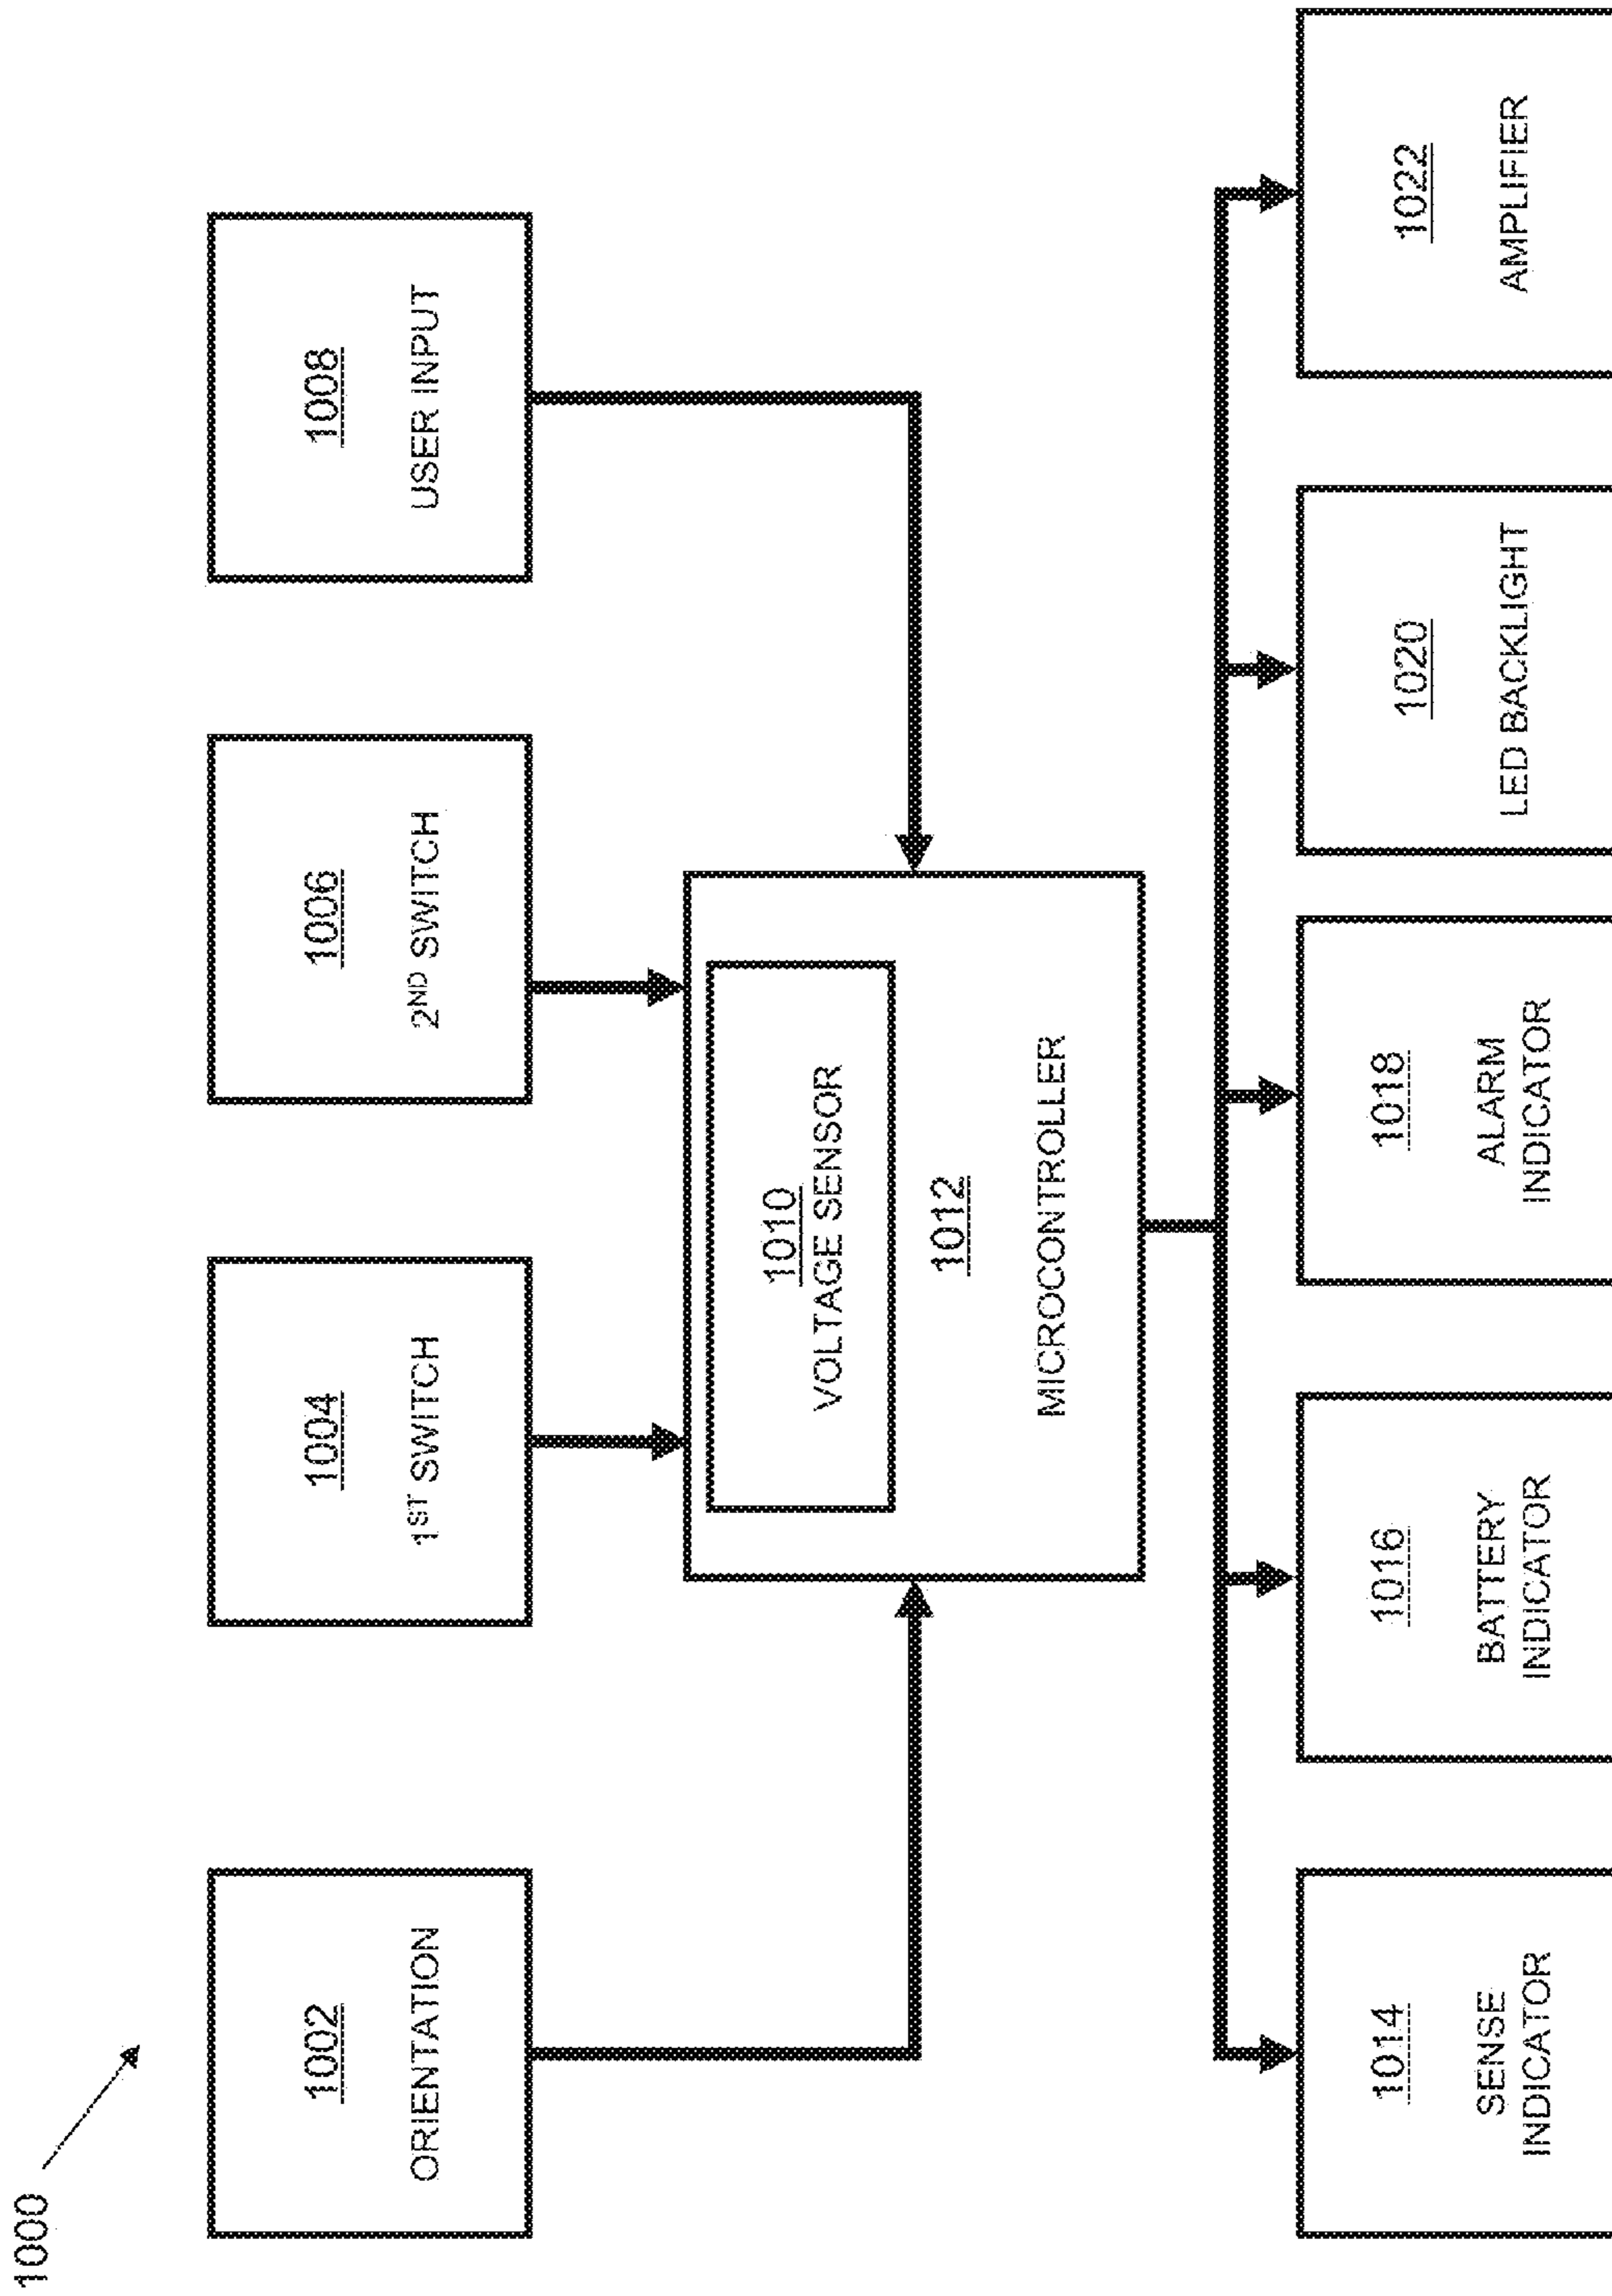 1000
1002
ORIENTATION
1004
1ST SWITCH
1006
2ND SWITCH
1008
USER INPUT
1010
VOLTAGE SENSOR
1012
MICROCONTROLLER
1014
SENSE
INDICATOR
1016
BATTERY
INDICATOR
1018
ALARM
INDICATOR
1020
LED BACKLIGHT
1022
AMPLIFIER